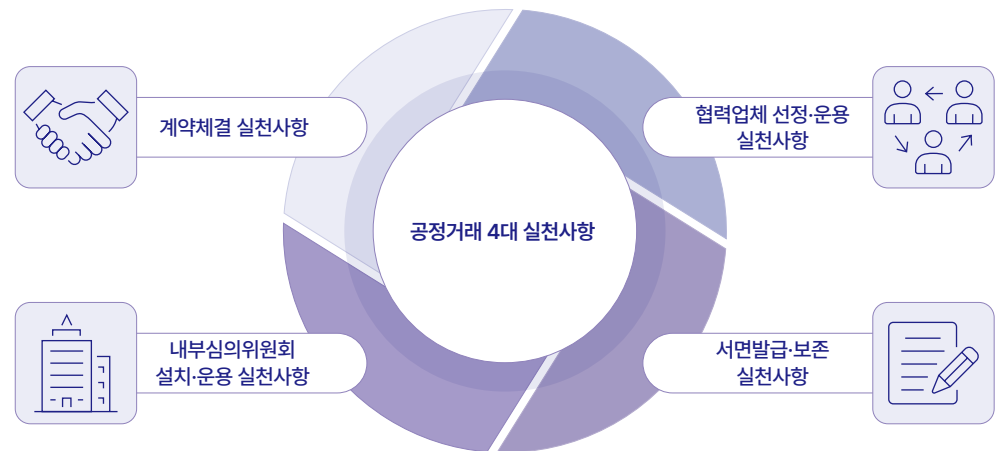 계약체결 실천사항
협력업체 선정·운용
실천사항
공정거래 4대 실천사항
내부심의위원회
설치·운용 실천사항
서면발급·보존
실천사항